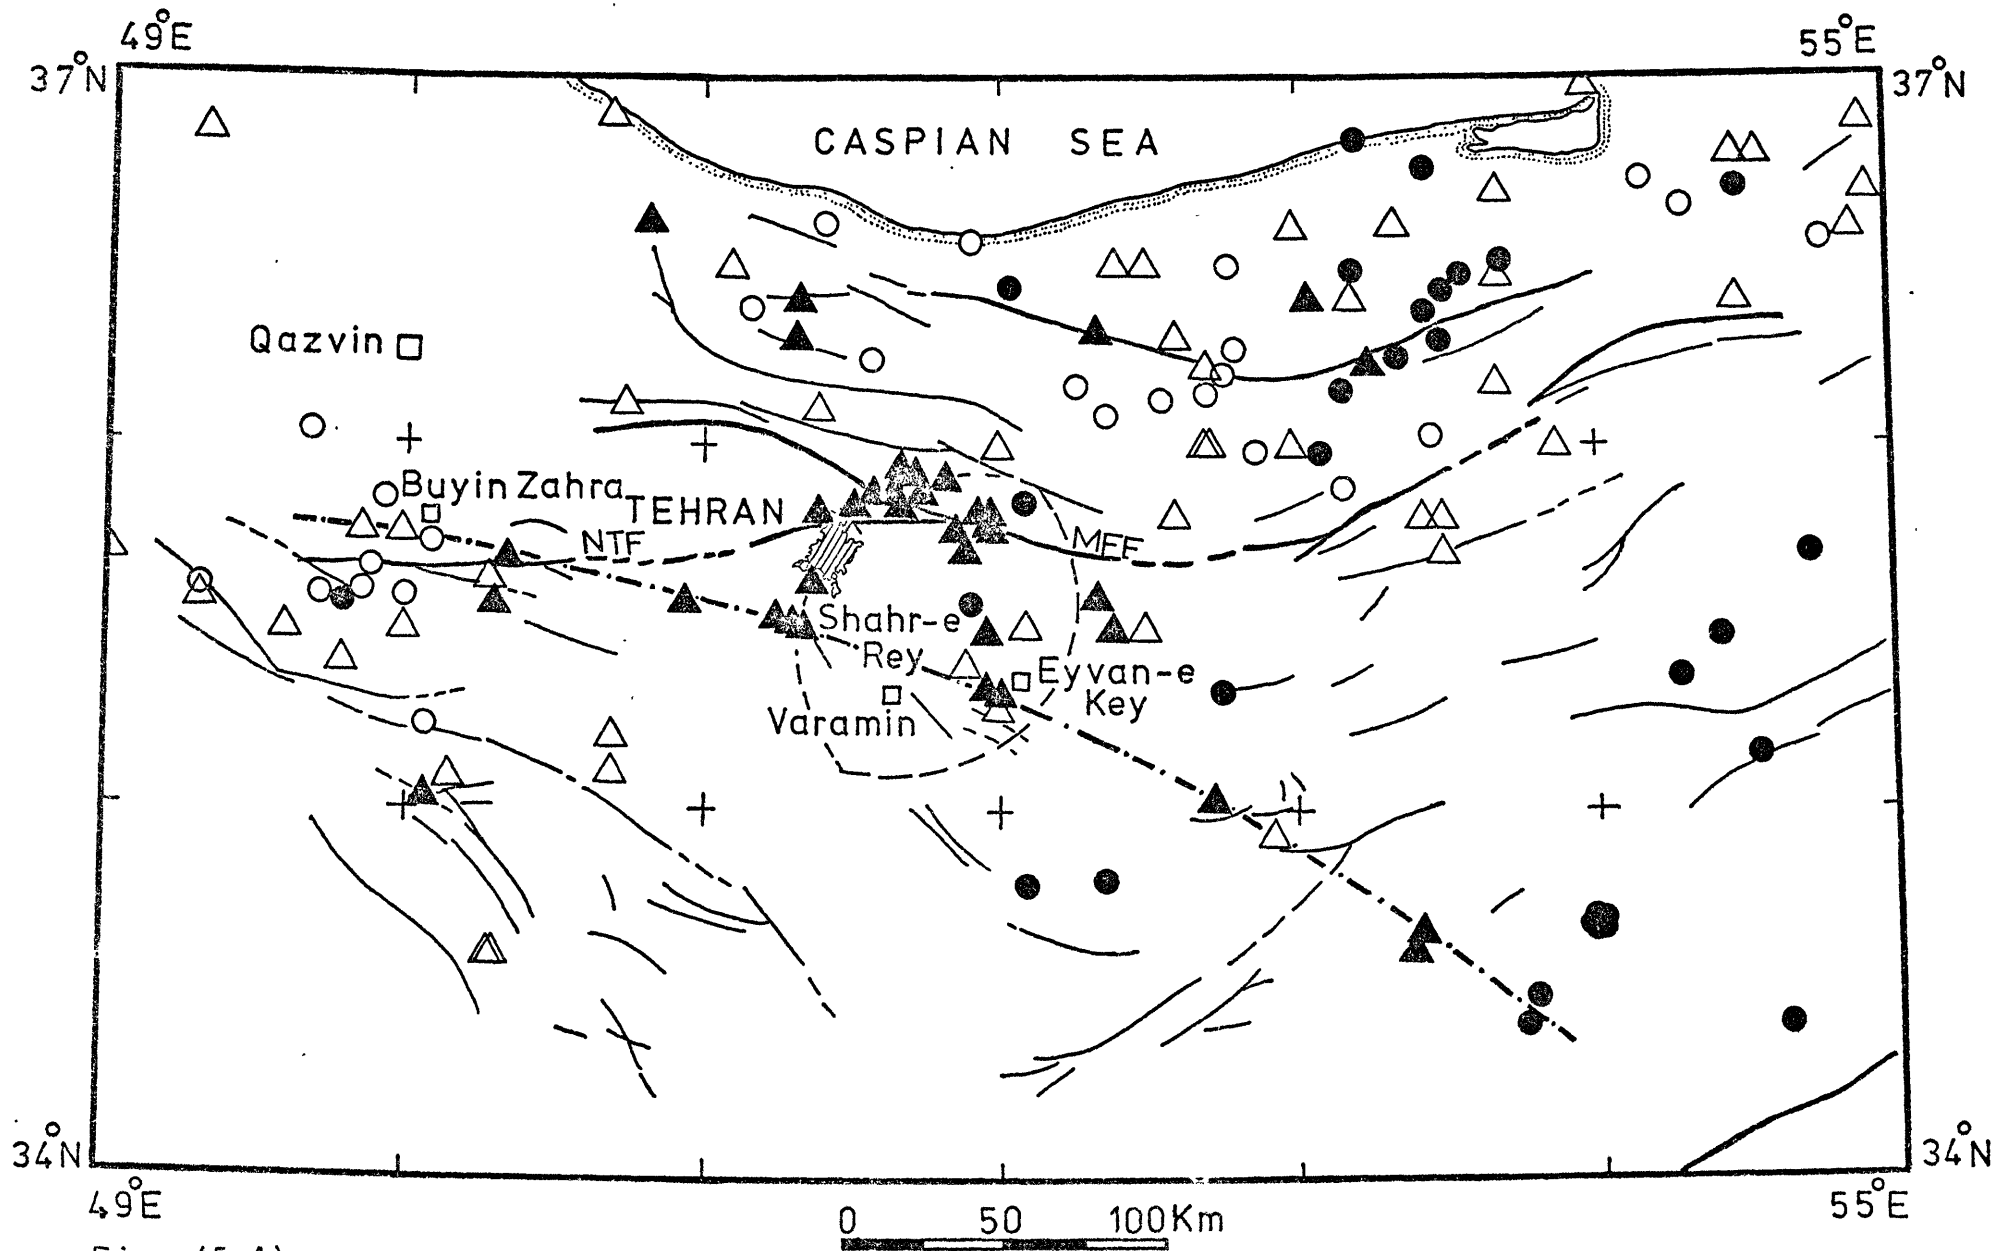 49°E 55°E
37°N 37°N
CASPIAN SEA
Qazvin
Buyin Zahra
TEHRAN
NTF MFF
Shahr-e
Rey
Eyvan-e
Key
Varamin
34°N 34°N
49°E 55°E
0 50 100Km